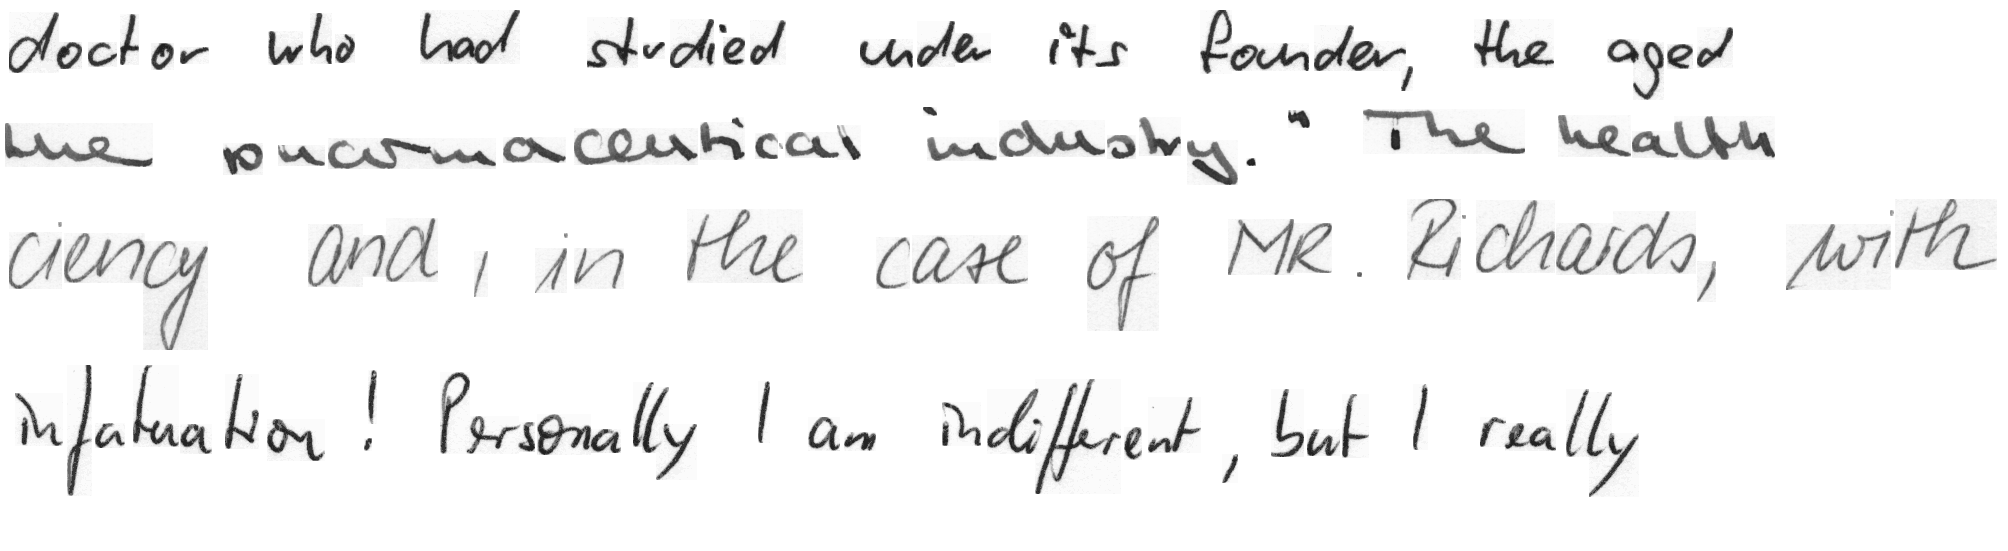 doctor who had studied under its founder, the aged
the pharmaceutical industry." The health
ciency and, in the case of MR. Richards, with
infatuation! Personally I am indifferent, but I really